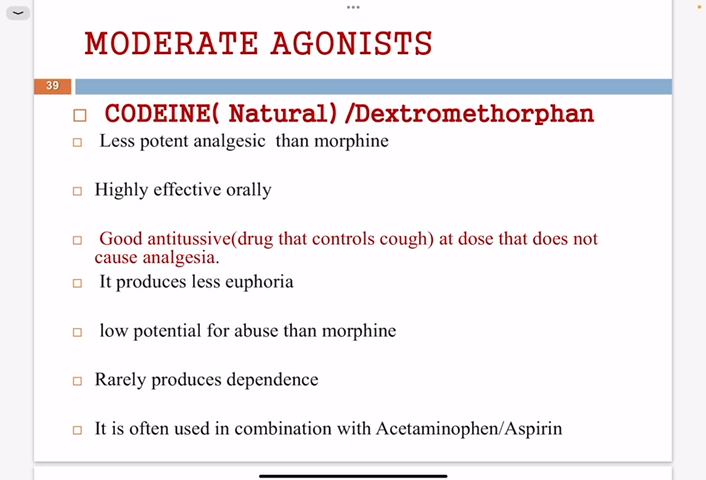 MODERATE AGONISTS
39
CODEINE( Natural) /Dextromethorphan
Less potent analgesic than morphine
Highly effective orally
Good antitussive(drug that controls cough) at dose that does not
cause analgesia.
It produces less euphoria
low potential for abuse than morphine
Rarely produces dependence
It is often used in combination with Acetaminophen/Aspirin